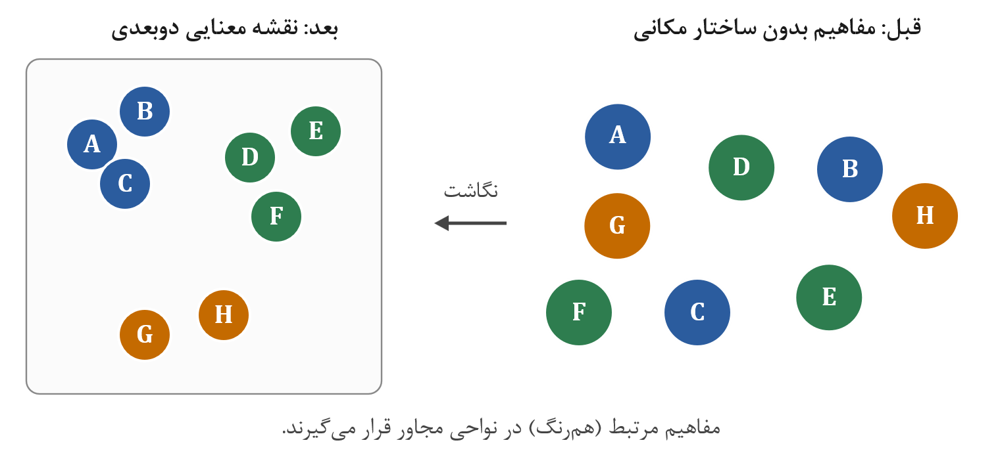 قبل: مفاهیم بدون ساختار مکانی
A
D
B
H
G
E
F
C
نگاشت
بعد: نقشه معنایی دوبعدی
B
E
A
D
C
F
H
G
مفاهیم مرتبط (هم‌رنگ) در نواحی مجاور قرار می‌گیرند.